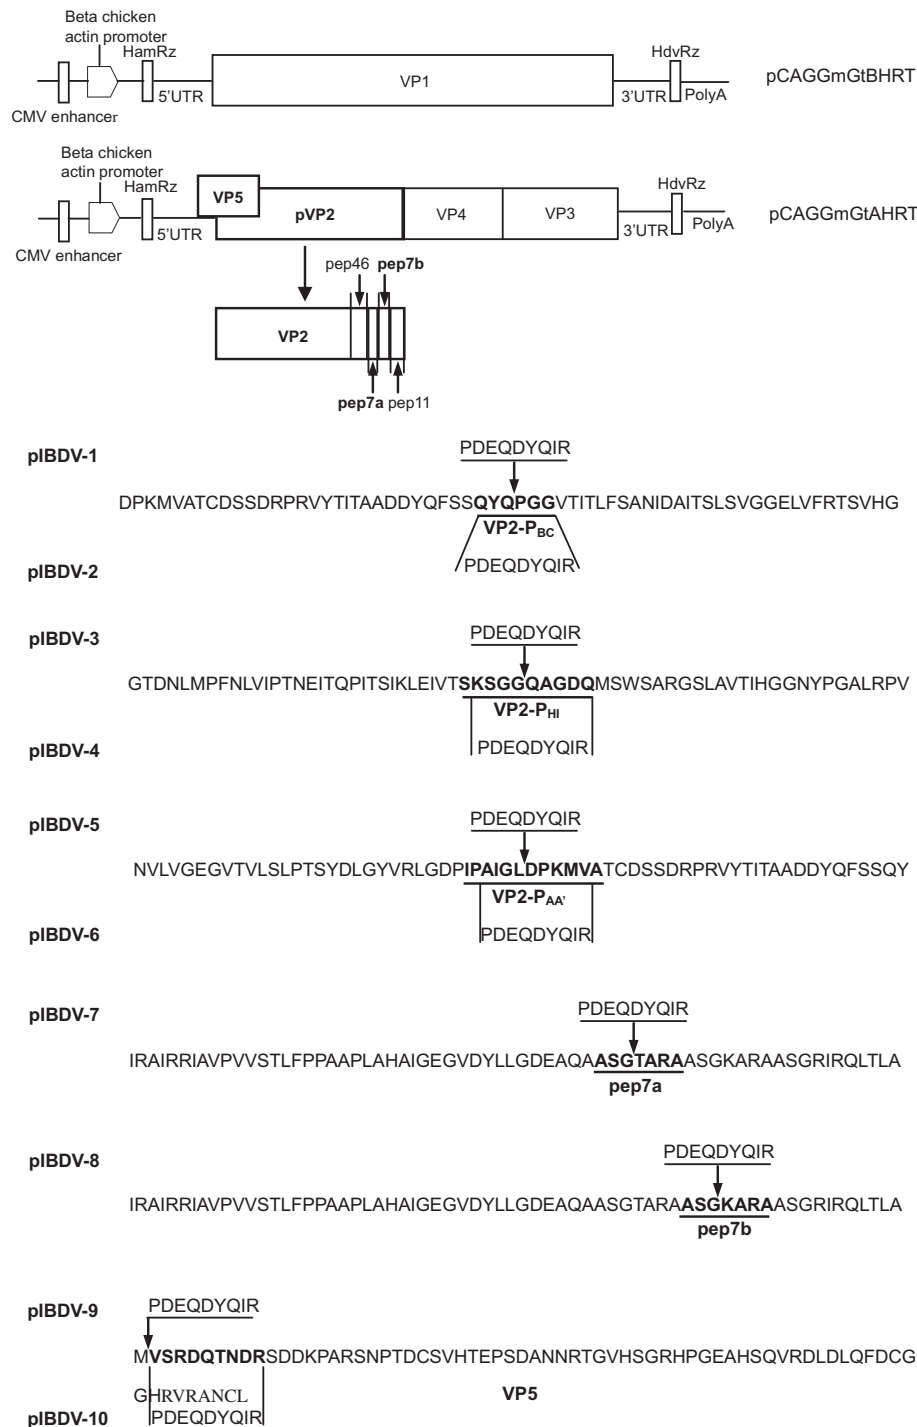 Beta chicken
actin promoter
HamRz
HdvRz
VP1
pCAGGmGtBHRT
5'UTR
3'UTR
PolyA
CMV enhancer
Beta chicken
actin promoter
HamRz
HdvRz
VP5
pVP2
VP4
VP3
pCAGGmGtAHRT
5'UTR
3'UTR
PolyA
CMV enhancer
pep46 pep7b
VP2
pep7a pep11
pIBDV-1
PDEQDYQIR
DPKMVATCDSSDRPRVYTITAADDYQFSSQYQPGGVTITLFSANIDAITSLSVGGELVFRTSVHG
VP2-PBC
pIBDV-2
PDEQDYQIR
pIBDV-3
PDEQDYQIR
GTDNLMPFNLVIPTNEITQPITSIKLEIVTSKSGGQAGDQMSWSARGSLAVTIHGGNYPGALRPV
VP2-PHI
pIBDV-4
PDEQDYQIR
pIBDV-5
PDEQDYQIR
NVLVGEGVTVLSLPTSYDLGYVRLGDPIPAIGLDPKMVATCDSSDRPRVYTITAADDYQFSSQY
VP2-PAA'
pIBDV-6
PDEQDYQIR
pIBDV-7
PDEQDYQIR
IRAIRRIAVPVVSTLFPPAAPLAHAIGEGVDYLLGDEAQAASGTARAASGKARAASGRIRQLTLA
pep7a
pIBDV-8
PDEQDYQIR
IRAIRRIAVPVVSTLFPPAAPLAHAIGEGVDYLLGDEAQAASGTARAASGKARAASGRIRQLTLA
pep7b
pIBDV-9
PDEQDYQIR
MVSRDQTNDRSDDKPARSNPTDCSVHTEPSDANNRTGVHSGRHPGEAHSQVRDLDLQFDCG
GHRVRANCL
VP5
pIBDV-10
PDEQDYQIR